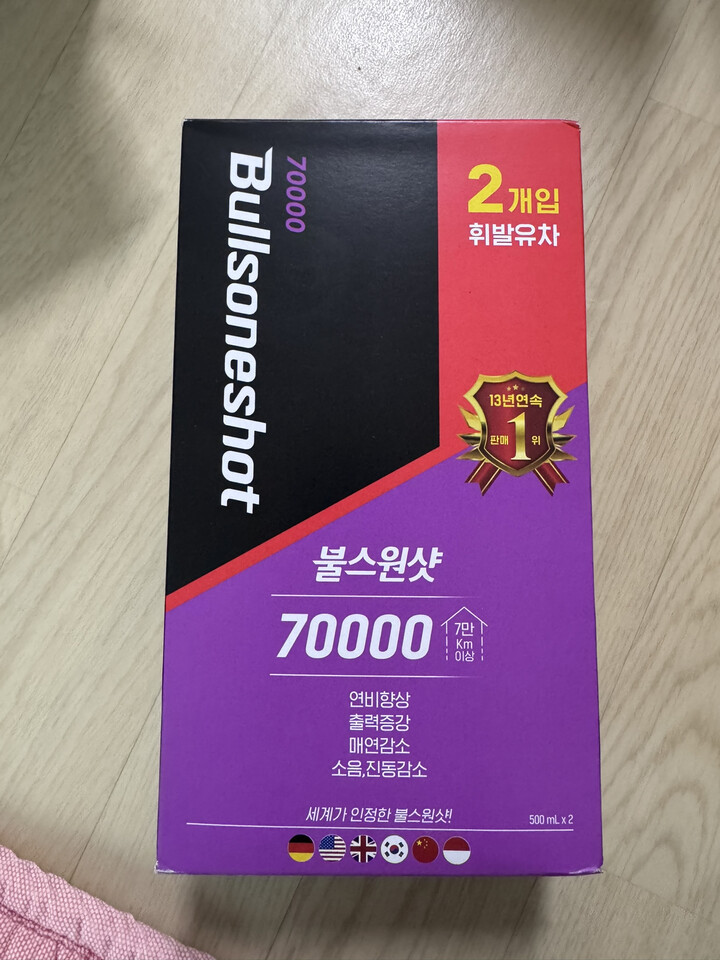 70000
Bullsoneshot
2개입
휘발유차
13년연속
판매 1 위
불스원샷
70000
7만
Km
이상
연비향상
출력증강
매연감소
소음,진동감소
세계가 인정한 불스원샷!
500 mL x 2